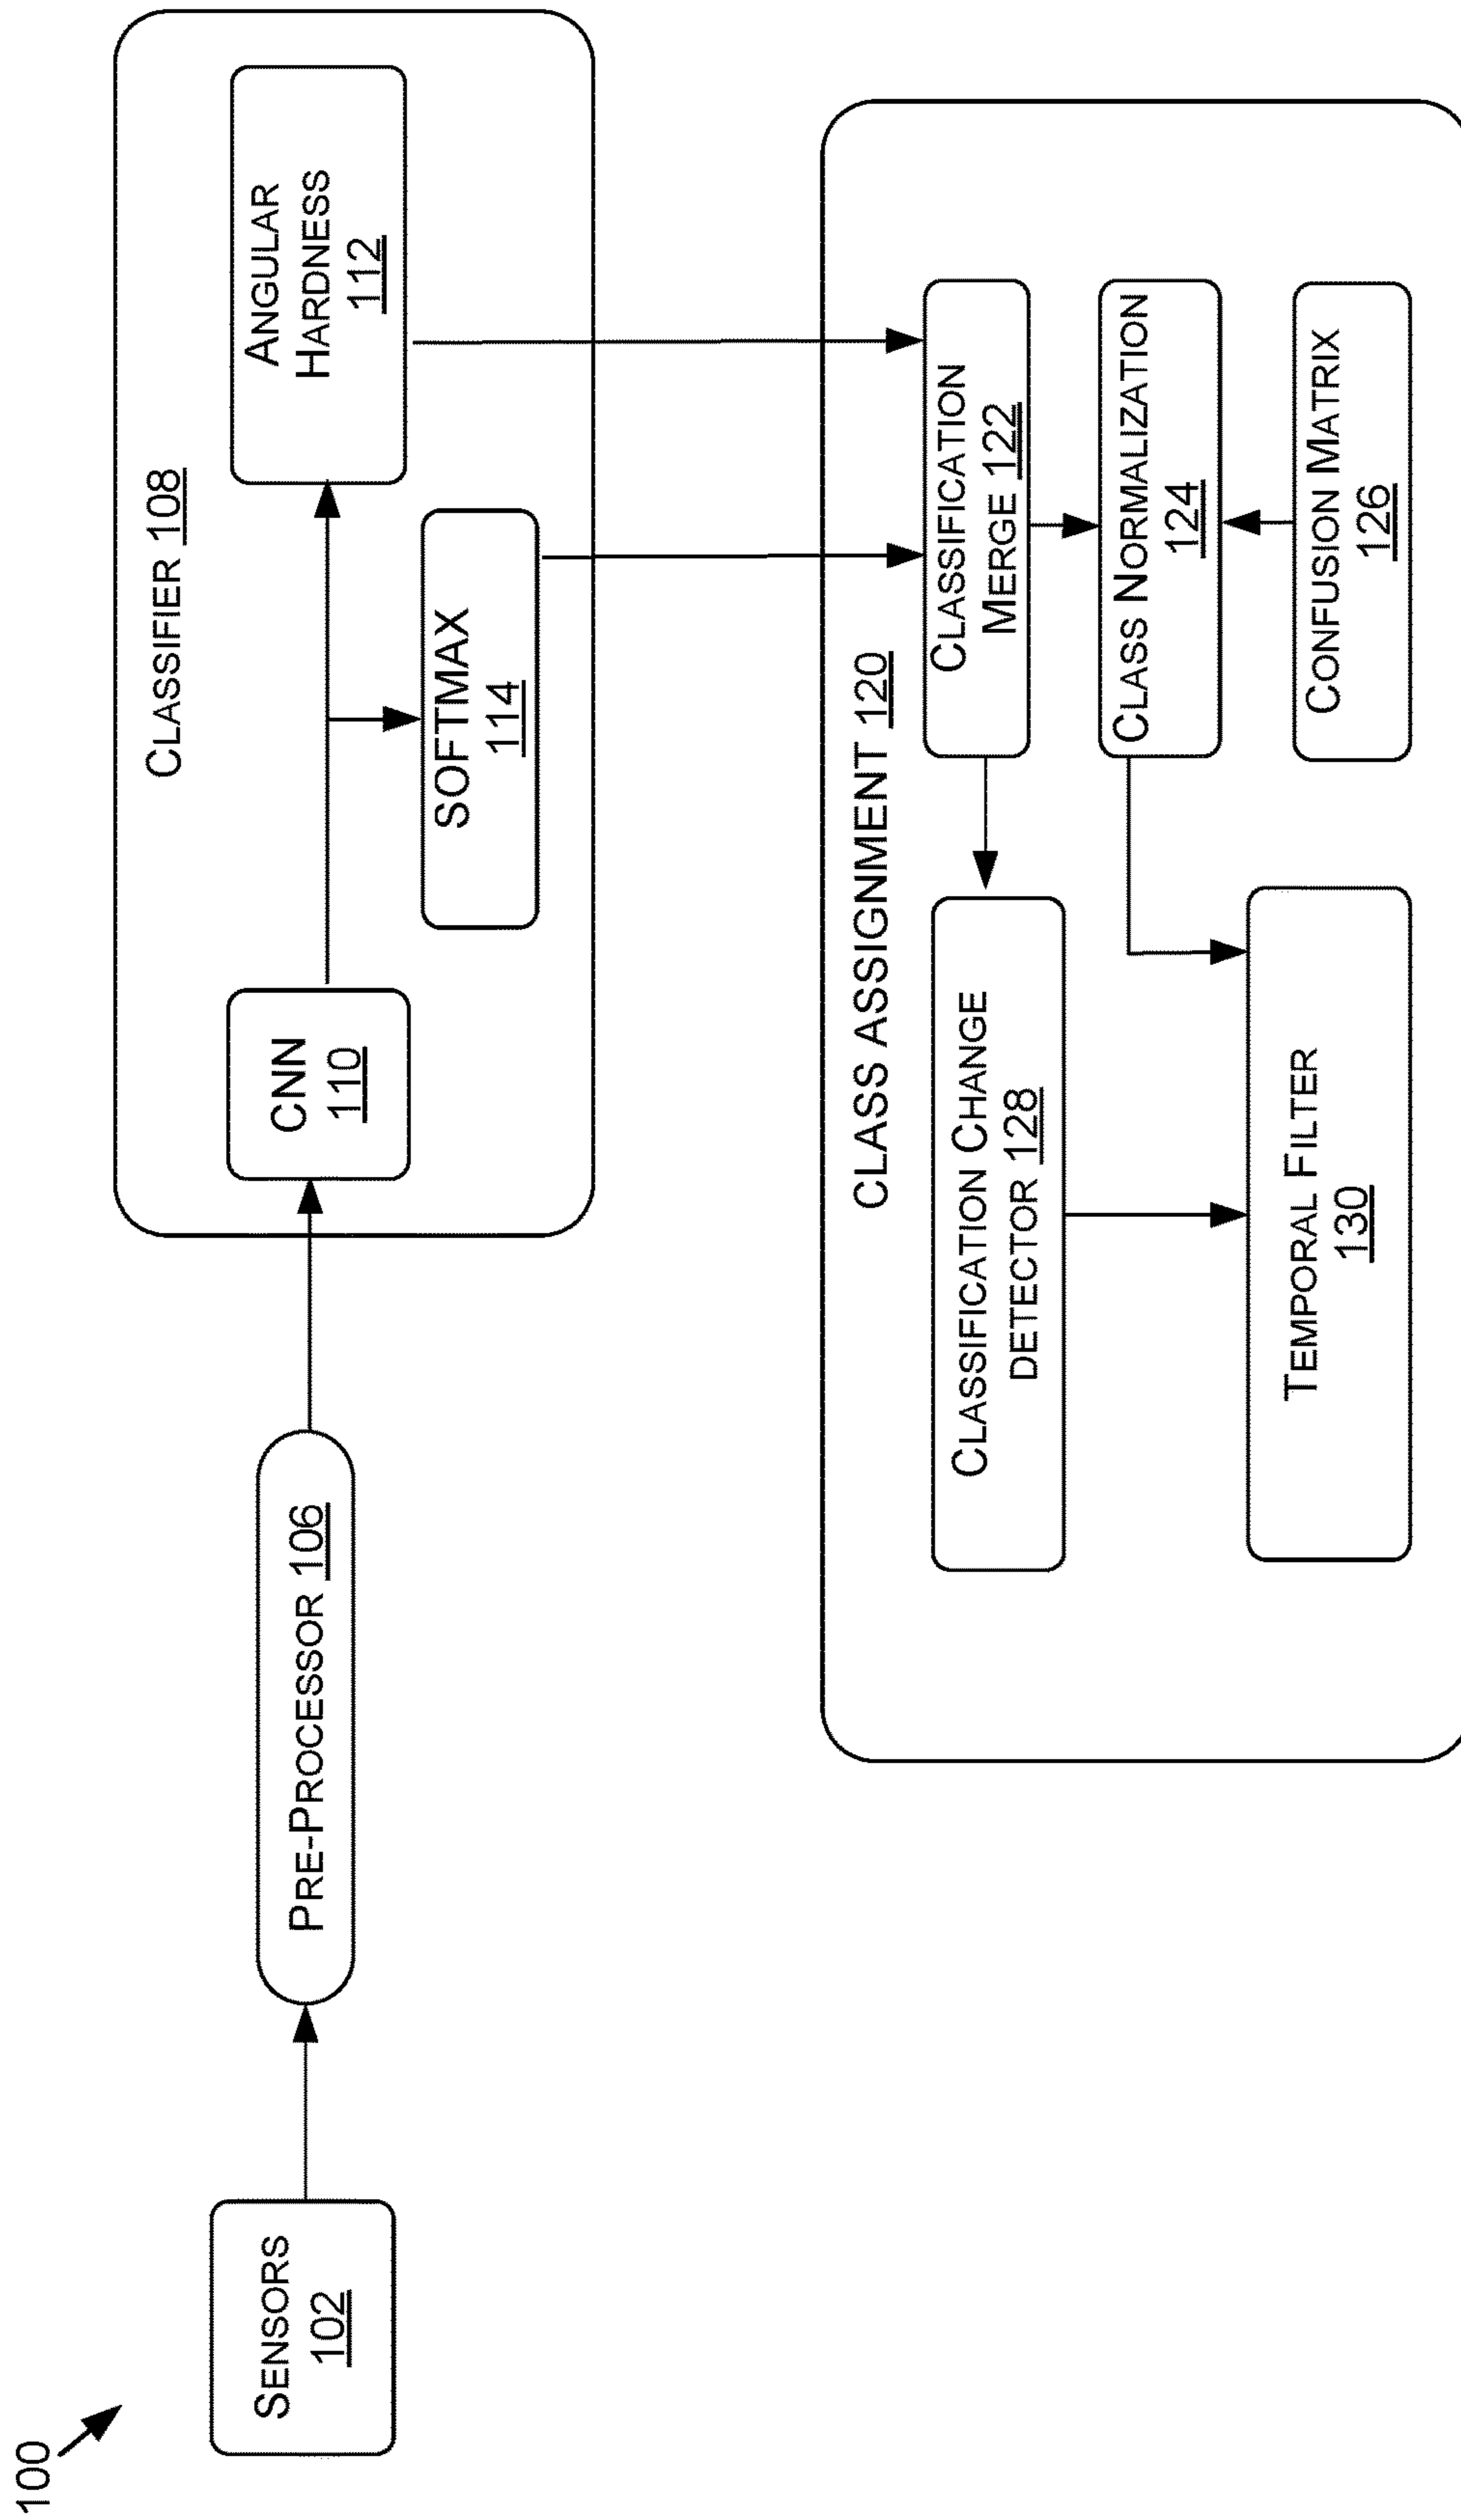 100
SENSORS
102
PRE-PROCESSOR 106
CLASSIFIER 108
CNN
110
SOFTMAX
114
ANGULAR
HARDNESS
112
CLASS ASSIGNMENT 120
CLASSIFICATION
MERGE 122
CLASSIFICATION CHANGE
DETECTOR 128
CLASS NORMALIZATION
124
TEMPORAL FILTER
130
CONFUSION MATRIX
126